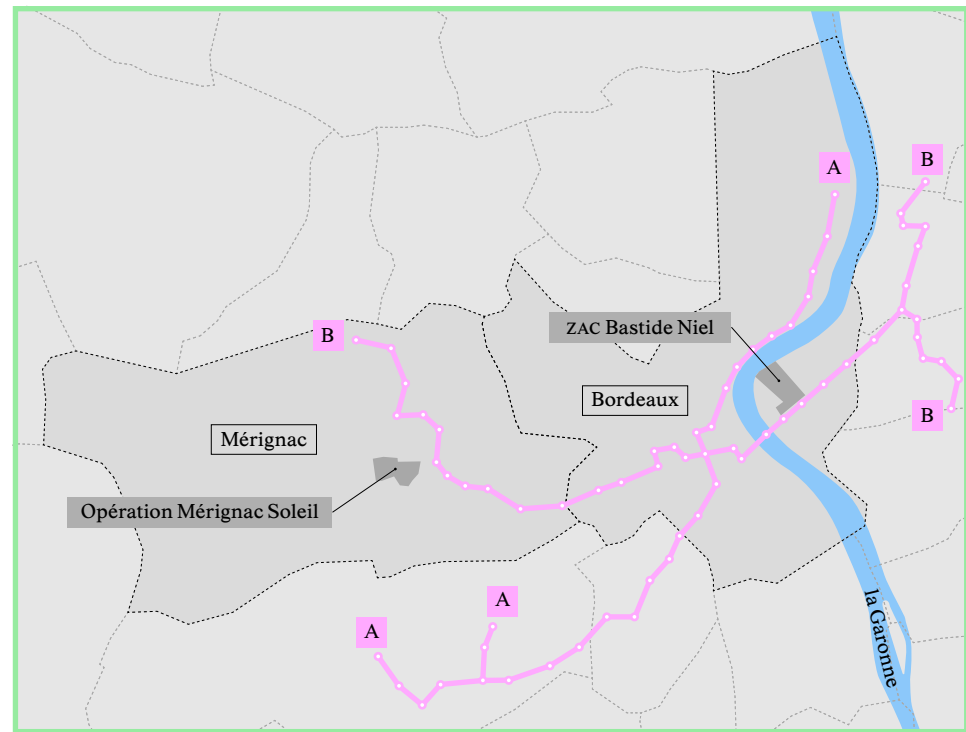 B
A
ZAC Bastide Niel
B
Bordeaux
B
Mérignac
Opération Mérignac Soleil
A
A
la Garonne